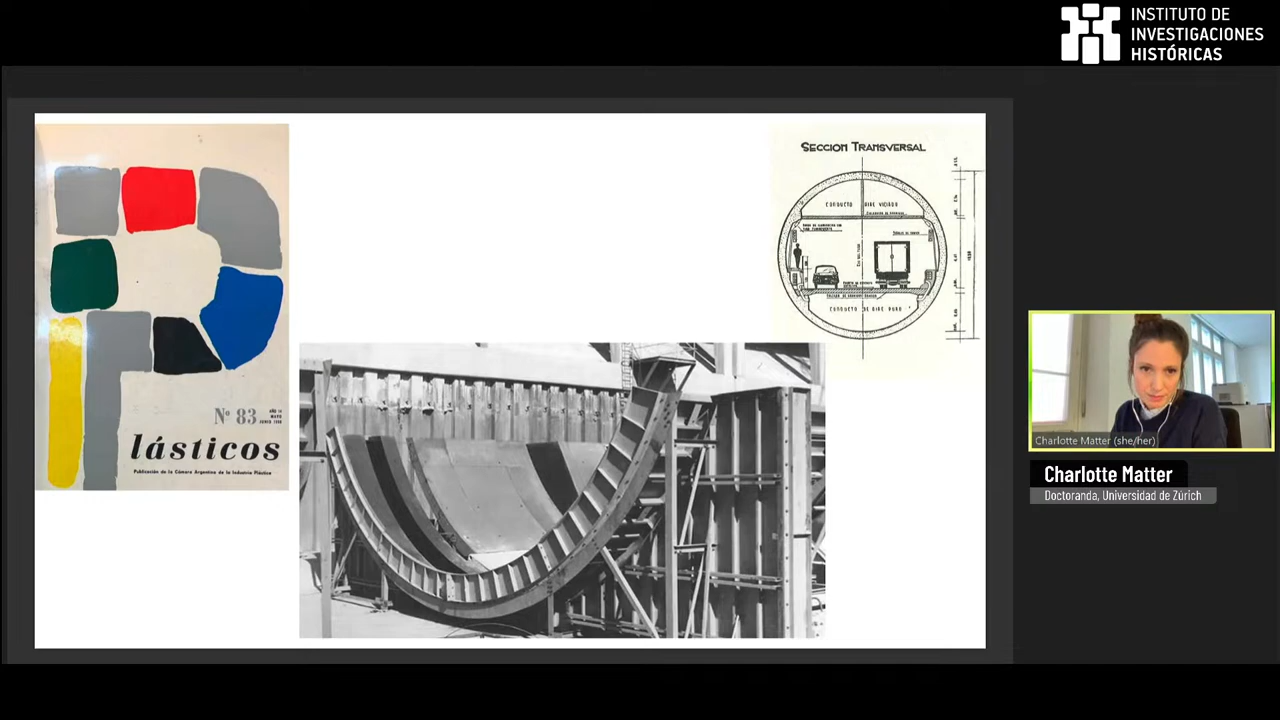 INSTITUTO DE
INVESTIGACIONES
HISTÓRICAS
SECCION TRANSVERSAL
CONDUCTO AIRE VICIADO
CONDUCTO DE AIRE PURO
Nº 83
lásticos
Publicación de la Cámara Argentina de la Industria Plástica
Charlotte Matter (she/her)
Charlotte Matter
Doctoranda, Universidad de Zúrich